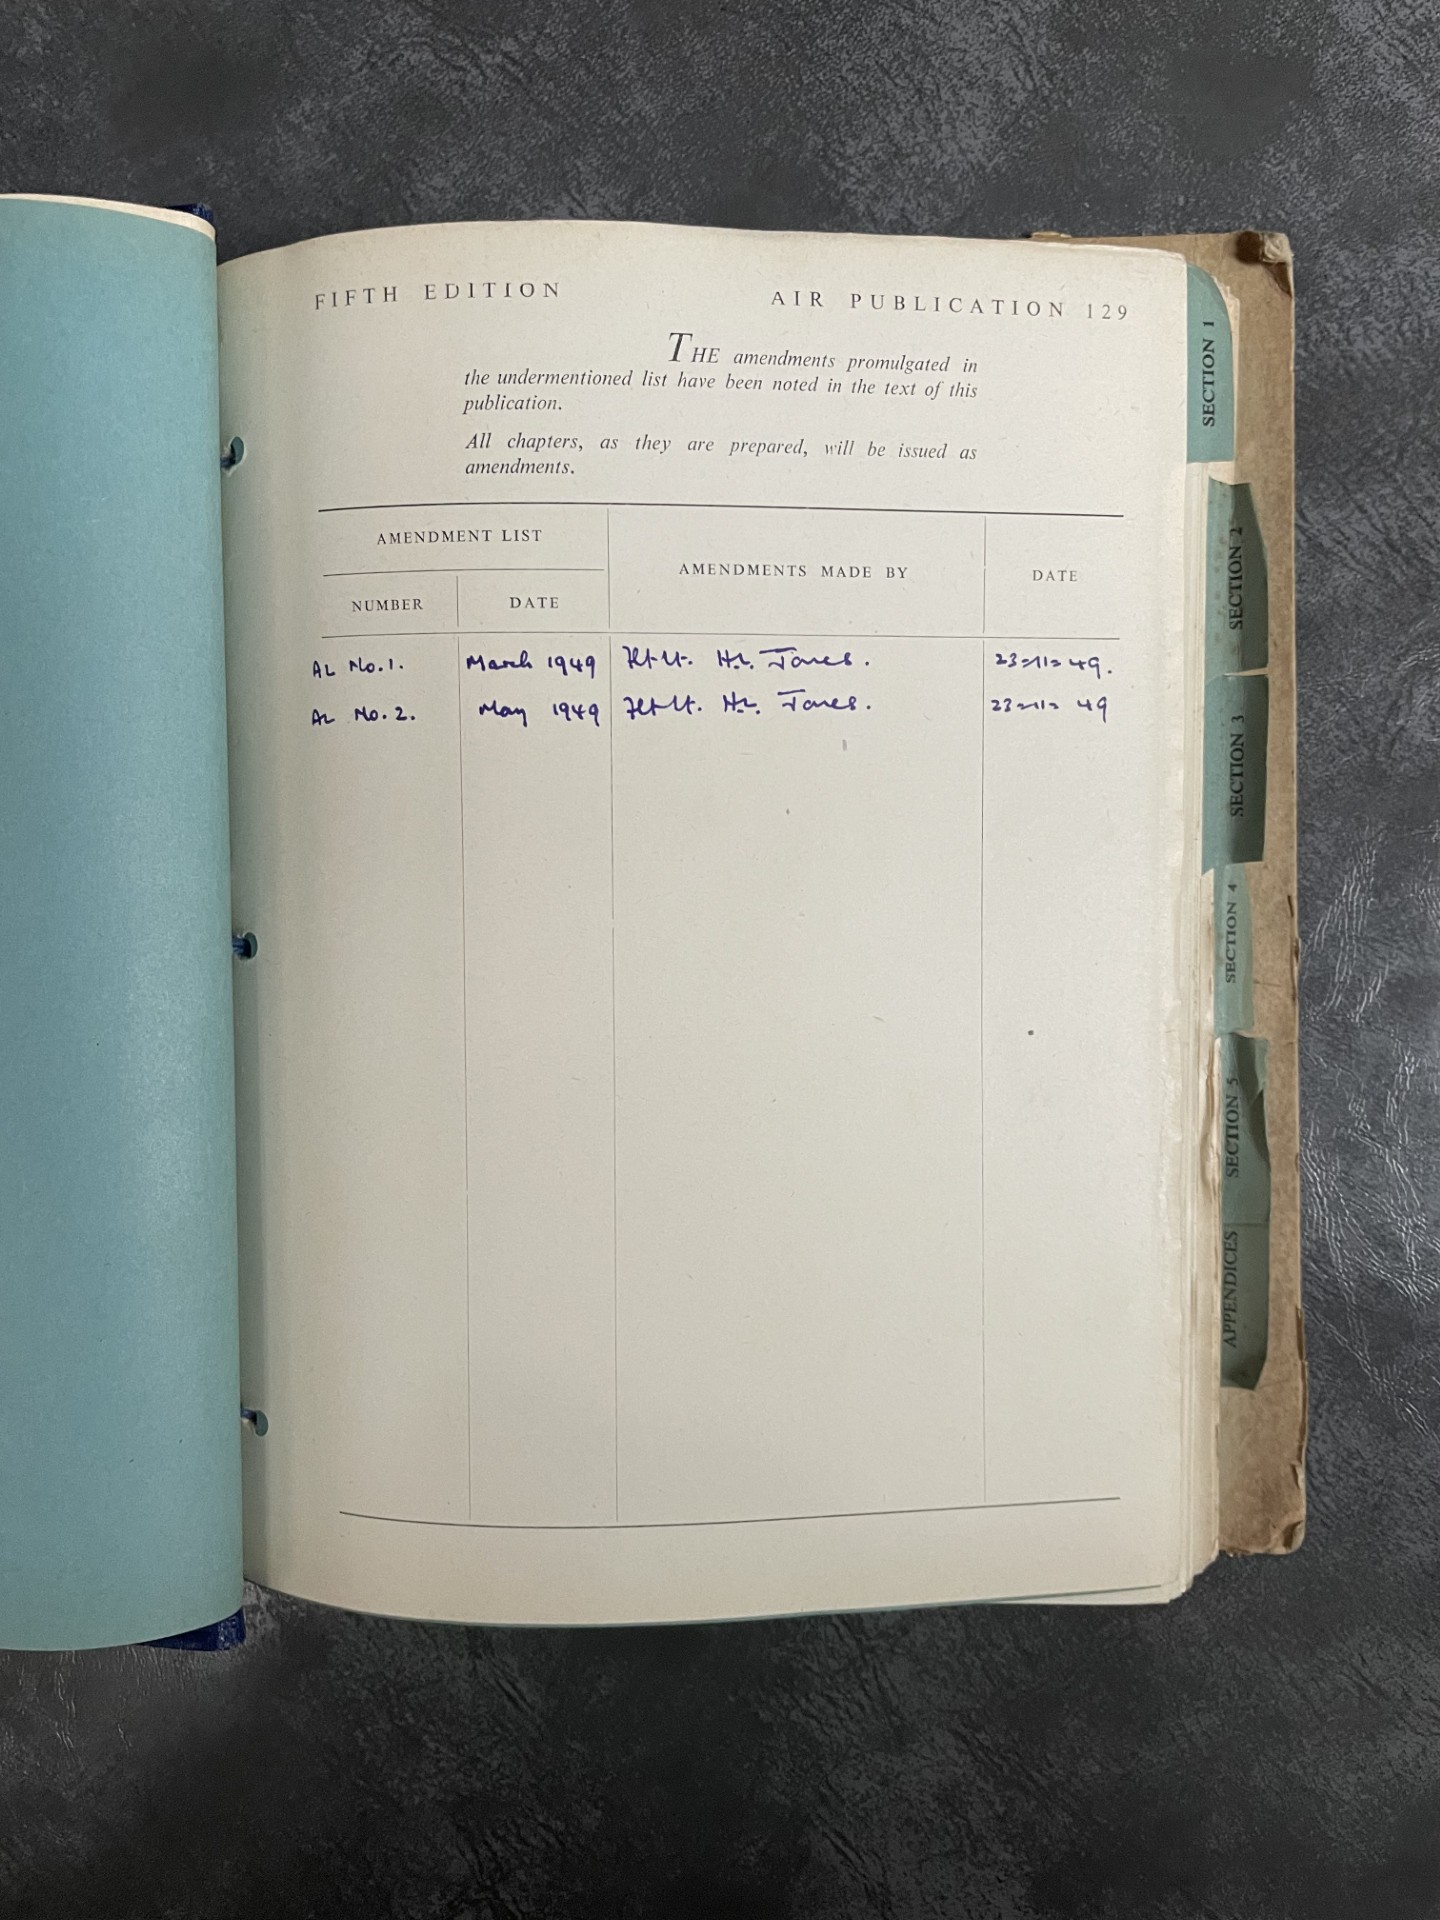 FIFTH EDITION AIR PUBLICATION 129
THE amendments promulgated in
the undermentioned list have been noted in the text of this
publication.
All chapters, as they are prepared, will be issued as
amendments.
AMENDMENT LIST
AMENDMENTS MADE BY
DATE
NUMBER
DATE
AL No.1. March 1949 Flt Lt. H.L. Jones. 23-11-49.
AL No.2. May 1949 Flt Lt. H.L. Jones. 23-11-49
SECTION 1
SECTION 2
SECTION 3
SECTION 4
SECTION 5
APPENDICES